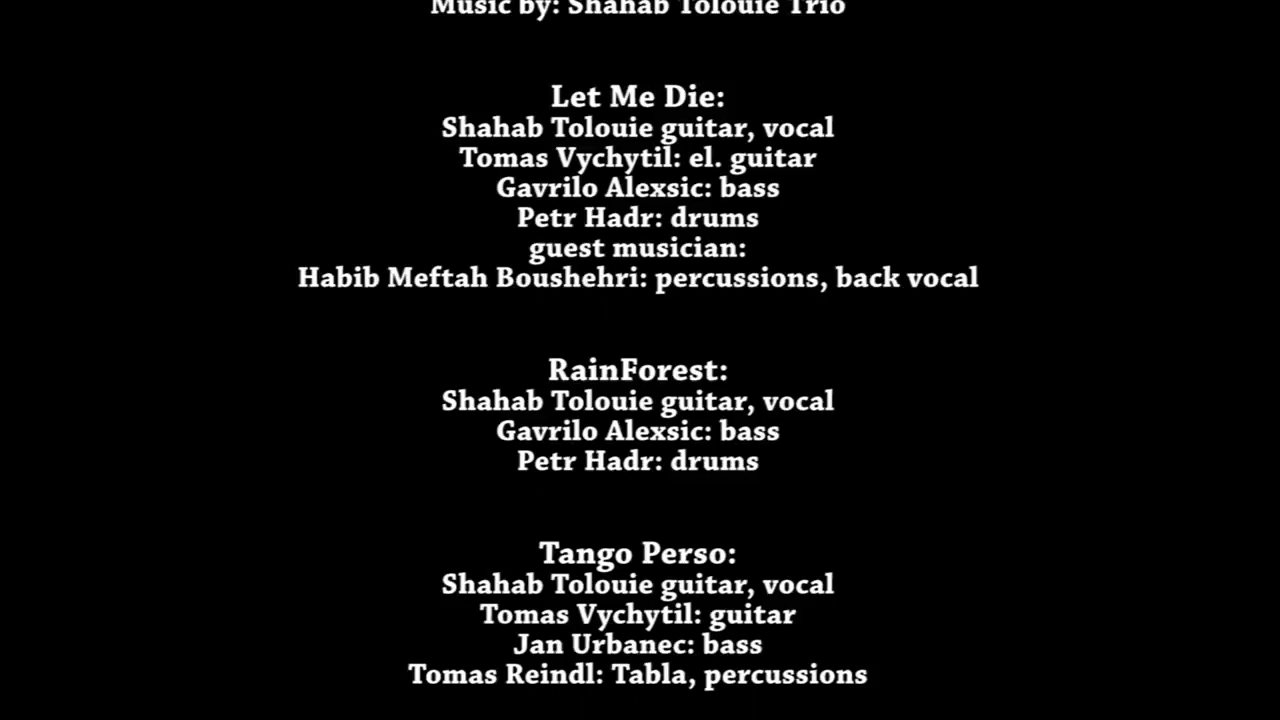 Music by: Shahab Tolouie Trio
Let Me Die:
Shahab Tolouie guitar, vocal
Tomas Vychytil: el. guitar
Gavrilo Alexsic: bass
Petr Hadr: drums
guest musician:
Habib Meftah Boushehri: percussions, back vocal
RainForest:
Shahab Tolouie guitar, vocal
Gavrilo Alexsic: bass
Petr Hadr: drums
Tango Perso:
Shahab Tolouie guitar, vocal
Tomas Vychytil: guitar
Jan Urbanec: bass
Tomas Reindl: Tabla, percussions